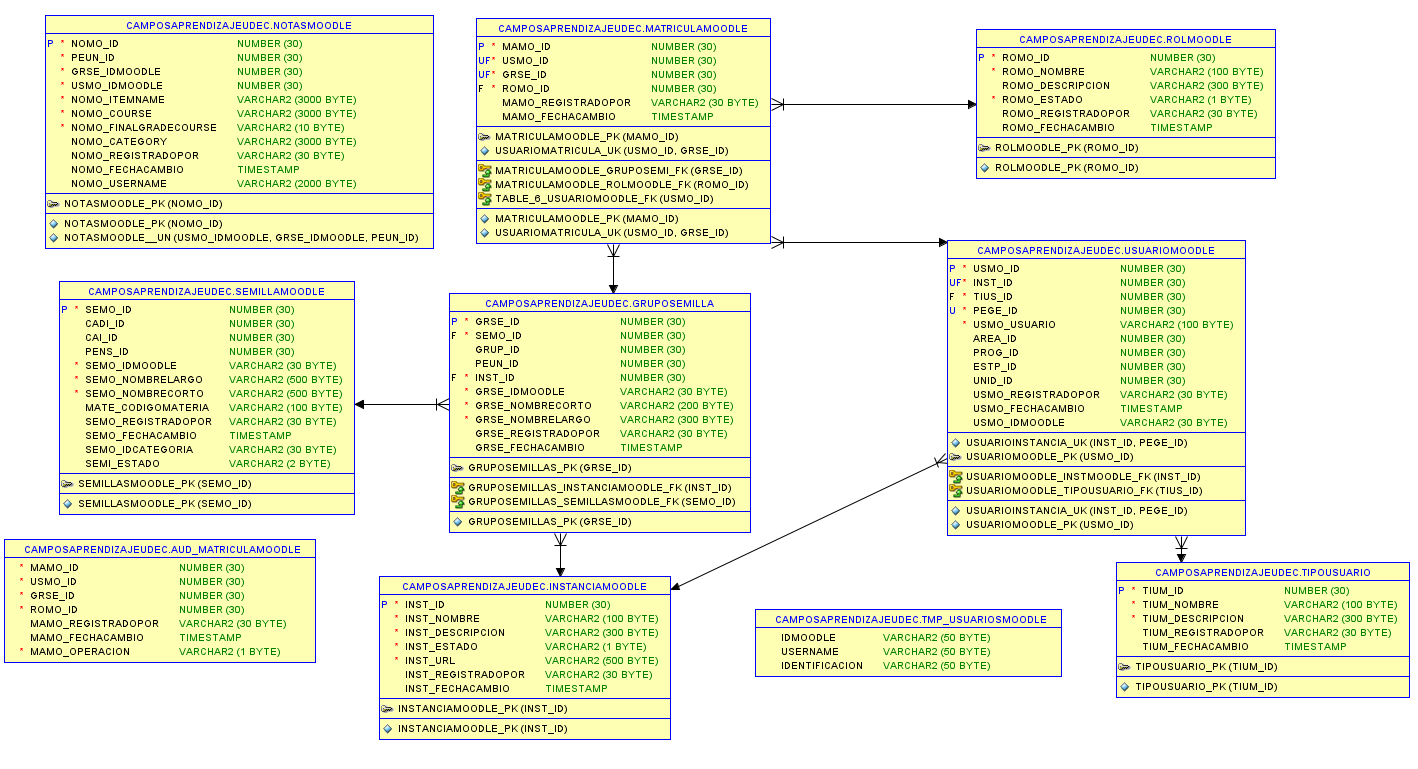 CAMPOSAPRENDIZAJEUDEC.NOTASMOODLE
P * NOMO_ID NUMBER (30)
* PEUN_ID NUMBER (30)
* GRSE_IDMOODLE NUMBER (30)
* USMO_IDMOODLE NUMBER (30)
* NOMO_ITEMNAME VARCHAR2 (3000 BYTE)
* NOMO_COURSE VARCHAR2 (3000 BYTE)
* NOMO_FINALGRADECOURSE VARCHAR2 (10 BYTE)
NOMO_CATEGORY VARCHAR2 (3000 BYTE)
NOMO_REGISTRADOPOR VARCHAR2 (30 BYTE)
NOMO_FECHACAMBIO TIMESTAMP
NOMO_USERNAME VARCHAR2 (2000 BYTE)
NOTASMOODLE_PK (NOMO_ID)
NOTASMOODLE_PK (NOMO_ID)
NOTASMOODLE__UN (USMO_IDMOODLE, GRSE_IDMOODLE, PEUN_ID)
CAMPOSAPRENDIZAJEUDEC.MATRICULAMOODLE
P * MAMO_ID NUMBER (30)
UF* USMO_ID NUMBER (30)
UF* GRSE_ID NUMBER (30)
F * ROMO_ID NUMBER (30)
MAMO_REGISTRADOPOR VARCHAR2 (30 BYTE)
MAMO_FECHACAMBIO TIMESTAMP
MATRICULAMOODLE_PK (MAMO_ID)
USUARIOMATRICULA_UK (USMO_ID, GRSE_ID)
MATRICULAMOODLE_GRUPOSEMI_FK (GRSE_ID)
MATRICULAMOODLE_ROLMOODLE_FK (ROMO_ID)
TABLE_6_USUARIOMOODLE_FK (USMO_ID)
MATRICULAMOODLE_PK (MAMO_ID)
USUARIOMATRICULA_UK (USMO_ID, GRSE_ID)
CAMPOSAPRENDIZAJEUDEC.ROLMOODLE
P * ROMO_ID NUMBER (30)
* ROMO_NOMBRE VARCHAR2 (100 BYTE)
ROMO_DESCRIPCION VARCHAR2 (300 BYTE)
* ROMO_ESTADO VARCHAR2 (1 BYTE)
ROMO_REGISTRADOPOR VARCHAR2 (30 BYTE)
ROMO_FECHACAMBIO TIMESTAMP
ROLMOODLE_PK (ROMO_ID)
ROLMOODLE_PK (ROMO_ID)
CAMPOSAPRENDIZAJEUDEC.SEMILLAMOODLE
P * SEMO_ID NUMBER (30)
CADI_ID NUMBER (30)
CAI_ID NUMBER (30)
PENS_ID NUMBER (30)
* SEMO_IDMOODLE VARCHAR2 (30 BYTE)
* SEMO_NOMBRELARGO VARCHAR2 (500 BYTE)
* SEMO_NOMBRECORTO VARCHAR2 (500 BYTE)
MATE_CODIGOMATERIA VARCHAR2 (100 BYTE)
SEMO_REGISTRADOPOR VARCHAR2 (30 BYTE)
SEMO_FECHACAMBIO TIMESTAMP
SEMO_IDCATEGORIA VARCHAR2 (30 BYTE)
SEMI_ESTADO VARCHAR2 (2 BYTE)
SEMILLASMOODLE_PK (SEMO_ID)
SEMILLASMOODLE_PK (SEMO_ID)
CAMPOSAPRENDIZAJEUDEC.GRUPOSEMILLA
P * GRSE_ID NUMBER (30)
F * SEMO_ID NUMBER (30)
GRUP_ID NUMBER (30)
PEUN_ID NUMBER (30)
F * INST_ID NUMBER (30)
* GRSE_IDMOODLE VARCHAR2 (30 BYTE)
* GRSE_NOMBRECORTO VARCHAR2 (200 BYTE)
* GRSE_NOMBRELARGO VARCHAR2 (300 BYTE)
GRSE_REGISTRADOPOR VARCHAR2 (30 BYTE)
GRSE_FECHACAMBIO TIMESTAMP
GRUPOSEMILLAS_PK (GRSE_ID)
GRUPOSEMILLAS_INSTANCIAMOODLE_FK (INST_ID)
GRUPOSEMILLAS_SEMILLASMOODLE_FK (SEMO_ID)
GRUPOSEMILLAS_PK (GRSE_ID)
CAMPOSAPRENDIZAJEUDEC.USUARIOMOODLE
P * USMO_ID NUMBER (30)
UF* INST_ID NUMBER (30)
F * TIUS_ID NUMBER (30)
U * PEGE_ID NUMBER (30)
* USMO_USUARIO VARCHAR2 (100 BYTE)
AREA_ID NUMBER (30)
PROG_ID NUMBER (30)
ESTP_ID NUMBER (30)
UNID_ID NUMBER (30)
USMO_REGISTRADOPOR VARCHAR2 (30 BYTE)
USMO_FECHACAMBIO TIMESTAMP
USMO_IDMOODLE VARCHAR2 (30 BYTE)
USUARIOINSTANCIA_UK (INST_ID, PEGE_ID)
USUARIOMOODLE_PK (USMO_ID)
USUARIOMOODLE_INSTMOODLE_FK (INST_ID)
USUARIOMOODLE_TIPOUSUARIO_FK (TIUS_ID)
USUARIOINSTANCIA_UK (INST_ID, PEGE_ID)
USUARIOMOODLE_PK (USMO_ID)
CAMPOSAPRENDIZAJEUDEC.AUD_MATRICULAMOODLE
* MAMO_ID NUMBER (30)
* USMO_ID NUMBER (30)
* GRSE_ID NUMBER (30)
* ROMO_ID NUMBER (30)
MAMO_REGISTRADOPOR VARCHAR2 (30 BYTE)
MAMO_FECHACAMBIO TIMESTAMP
* MAMO_OPERACION VARCHAR2 (1 BYTE)
CAMPOSAPRENDIZAJEUDEC.INSTANCIAMOODLE
P * INST_ID NUMBER (30)
* INST_NOMBRE VARCHAR2 (100 BYTE)
* INST_DESCRIPCION VARCHAR2 (300 BYTE)
* INST_ESTADO VARCHAR2 (1 BYTE)
* INST_URL VARCHAR2 (500 BYTE)
INST_REGISTRADOPOR VARCHAR2 (30 BYTE)
INST_FECHACAMBIO TIMESTAMP
INSTANCIAMOODLE_PK (INST_ID)
INSTANCIAMOODLE_PK (INST_ID)
CAMPOSAPRENDIZAJEUDEC.TMP_USUARIOSMOODLE
IDMOODLE VARCHAR2 (50 BYTE)
USERNAME VARCHAR2 (50 BYTE)
IDENTIFICACION VARCHAR2 (50 BYTE)
CAMPOSAPRENDIZAJEUDEC.TIPOUSUARIO
P * TIUM_ID NUMBER (30)
* TIUM_NOMBRE VARCHAR2 (100 BYTE)
* TIUM_DESCRIPCION VARCHAR2 (300 BYTE)
TIUM_REGISTRADOPOR VARCHAR2 (30 BYTE)
TIUM_FECHACAMBIO TIMESTAMP
TIPOUSUARIO_PK (TIUM_ID)
TIPOUSUARIO_PK (TIUM_ID)